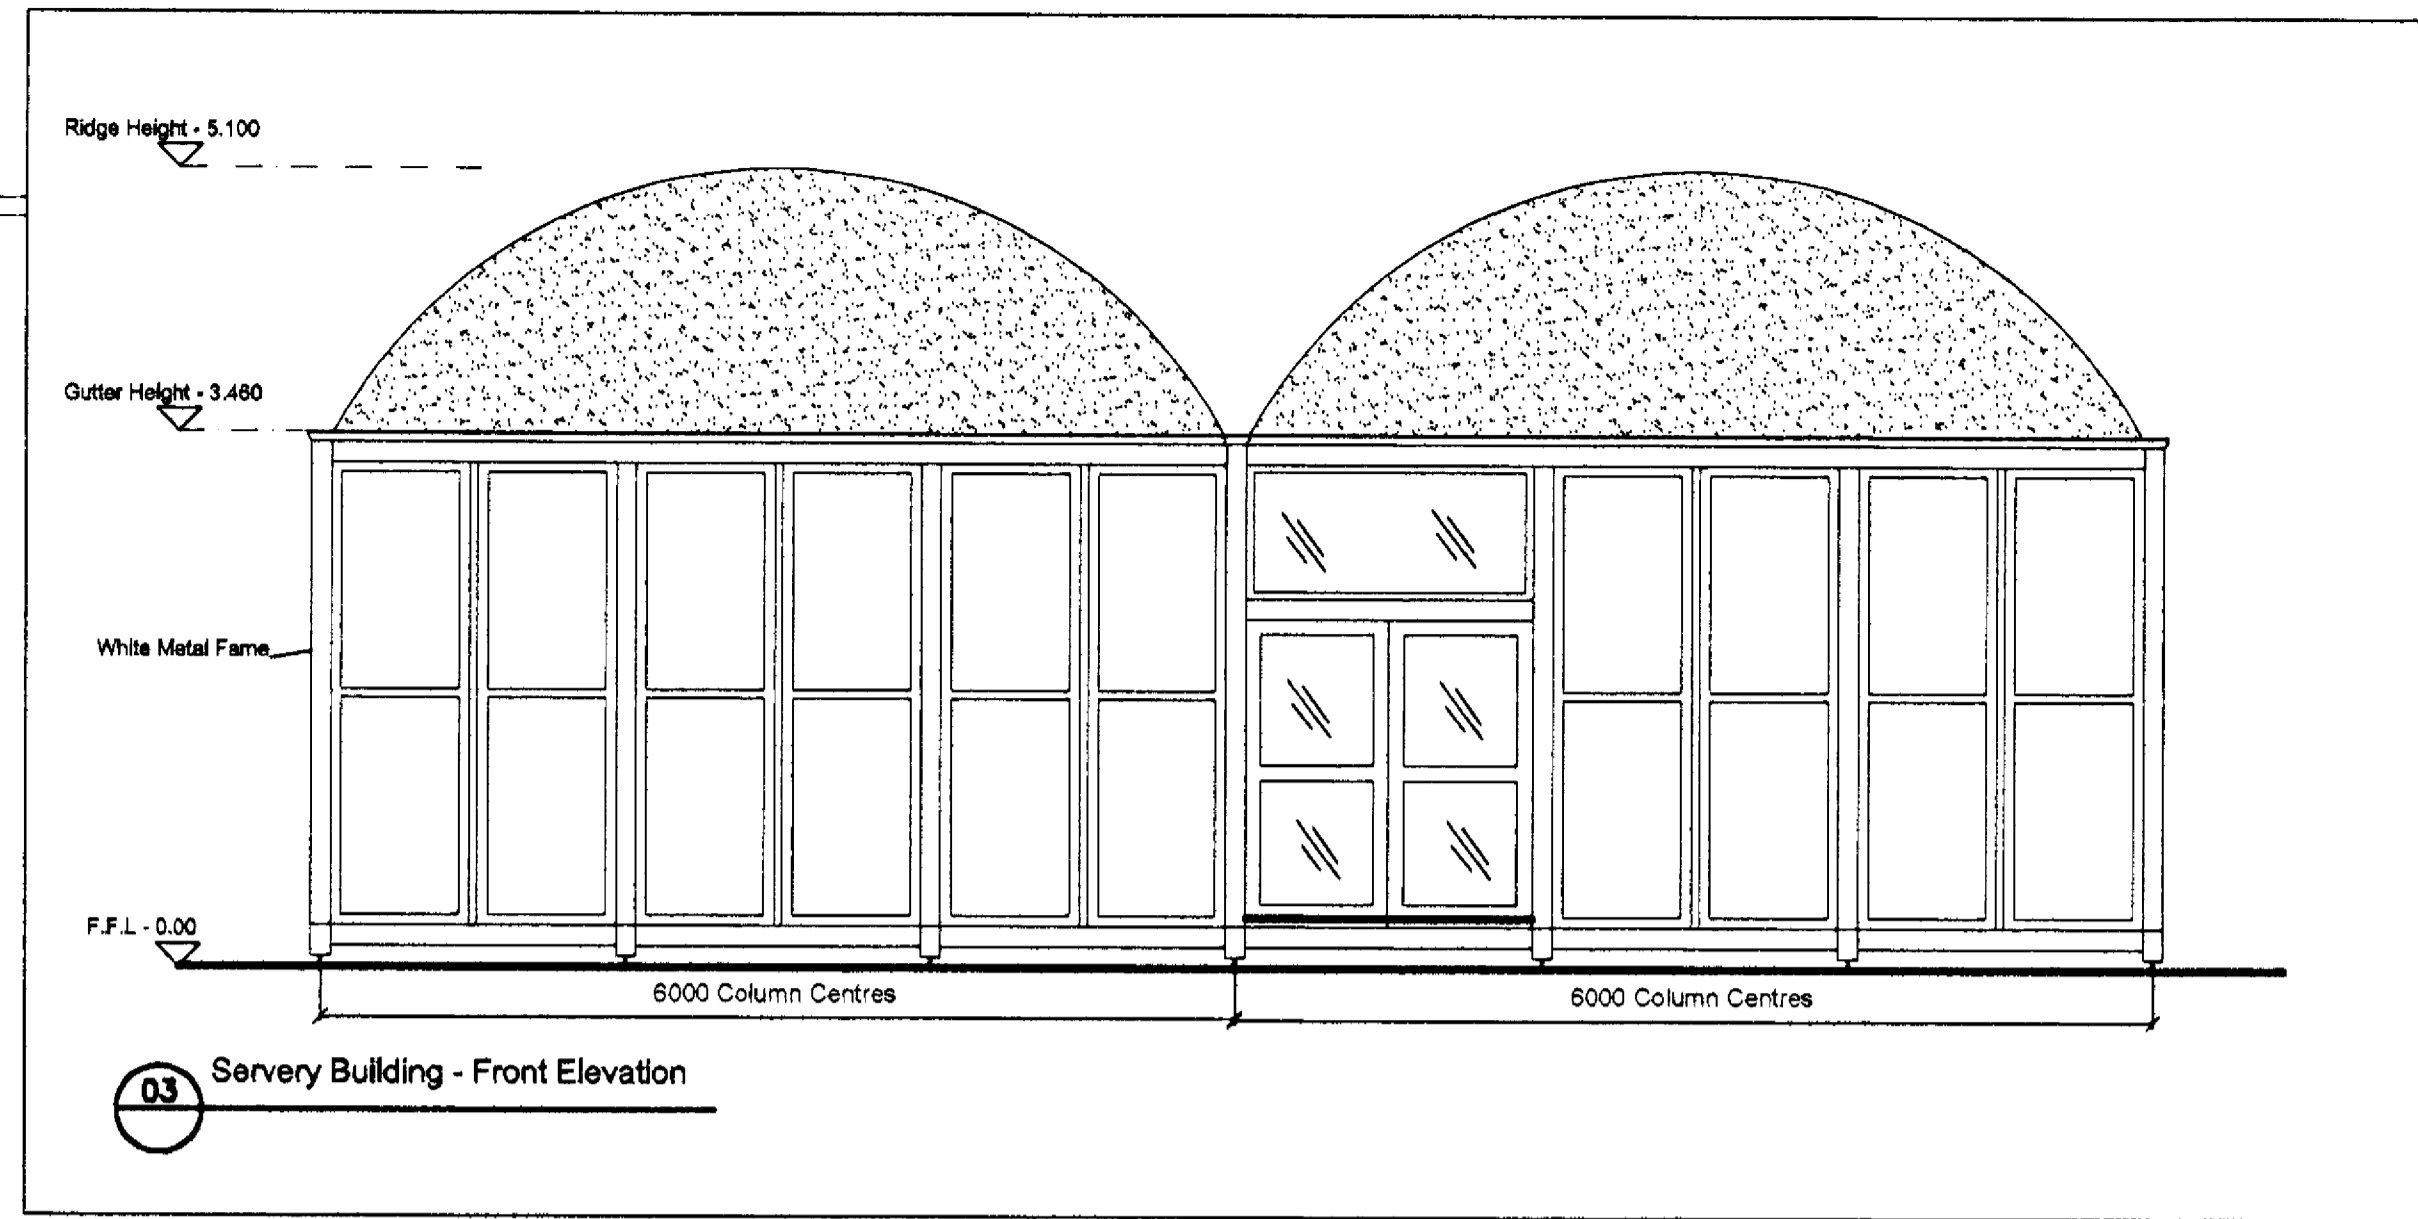 Ridge Height - 5.100
Gutter Height - 3.460
White Metal Fame
F.F.L - 0.00
6000 Column Centres
6000 Column Centres
03
Servery Building - Front Elevation